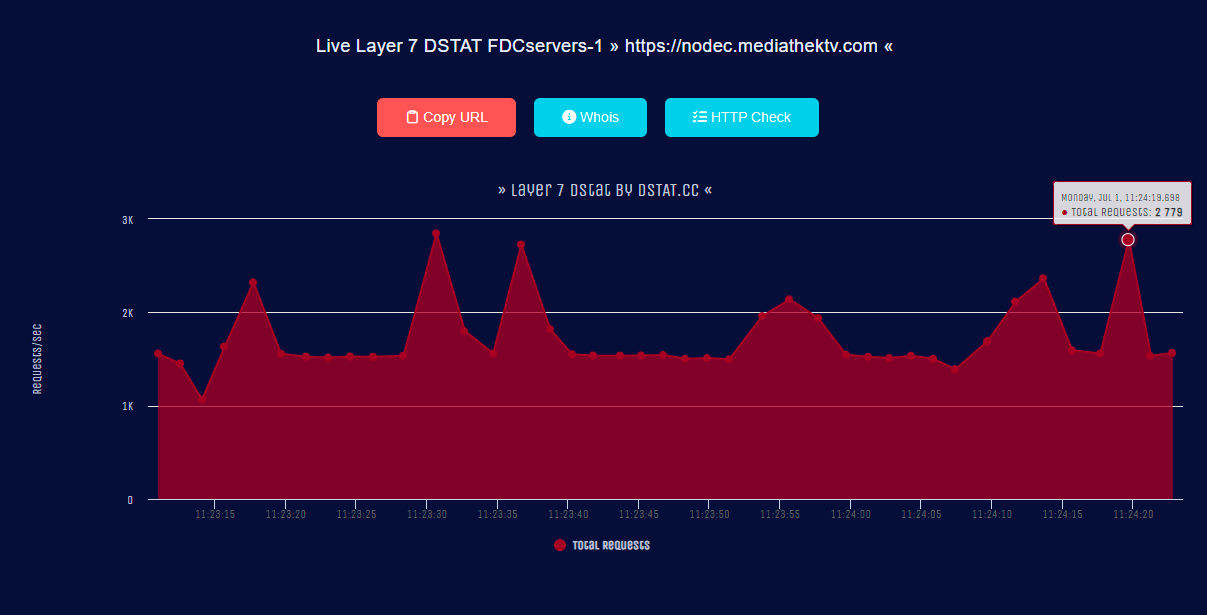 Live Layer 7 DSTAT FDCservers-1 » https://nodec.mediathektv.com «
Copy URL
Whois
HTTP Check
» Layer 7 Dstat by DSTAT.CC «
Monday, Jul 1, 11:24:19.698
Total Requests: 2 779
3K
2K
1K
0
Requests/sec
11:23:15 11:23:20 11:23:25 11:23:30 11:23:35 11:23:40 11:23:45 11:23:50 11:23:55 11:24:00 11:24:05 11:24:10 11:24:15 11:24:20
Total Requests